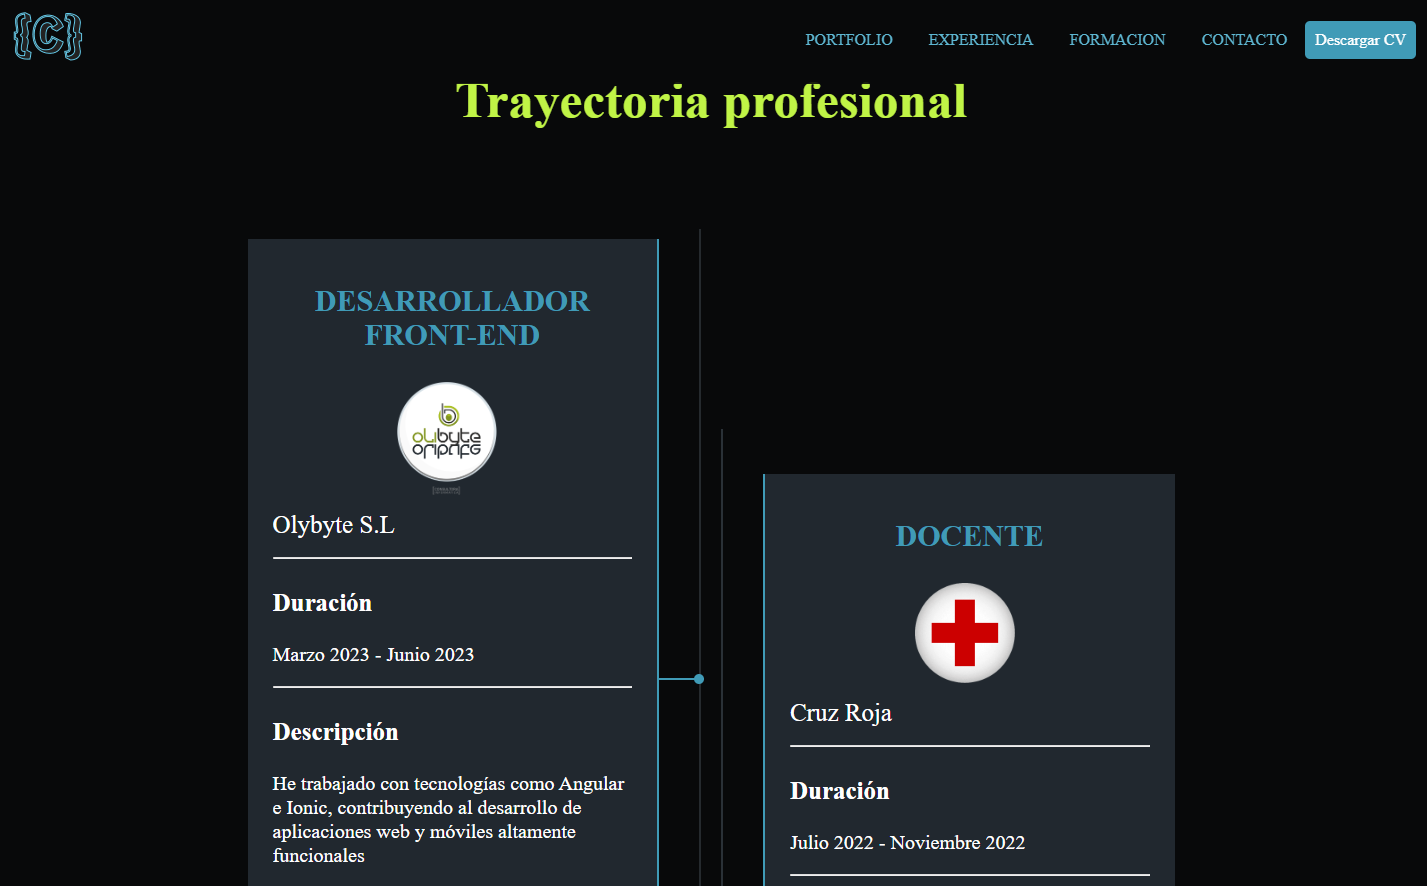 {C}
PORTFOLIO EXPERIENCIA FORMACION CONTACTO Descargar CV
Trayectoria profesional
DESARROLLADOR
FRONT-END
olybyte
Olybyte S.L
Duración
Marzo 2023 - Junio 2023
Descripción
He trabajado con tecnologías como Angular
e Ionic, contribuyendo al desarrollo de
aplicaciones web y móviles altamente
funcionales
DOCENTE
Cruz Roja
Duración
Julio 2022 - Noviembre 2022